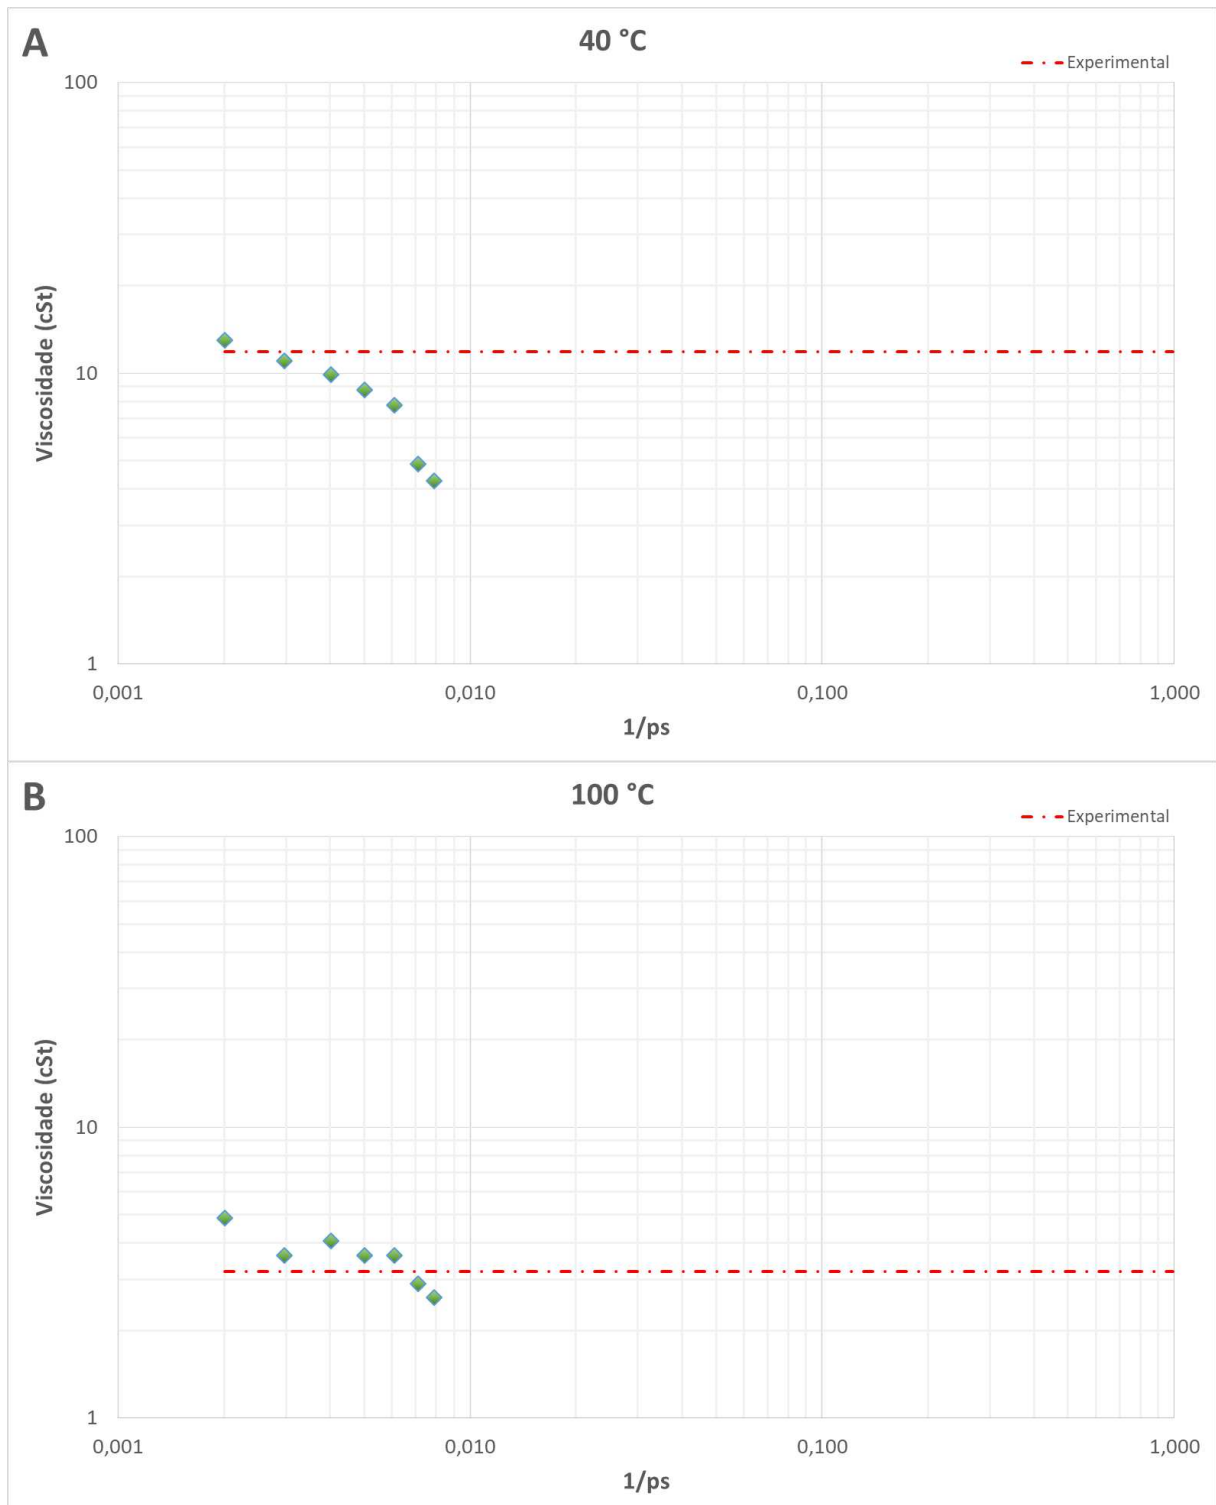 A
40 °C
Experimental
100
10
1
Viscosidade (cSt)
0,001 0,010 0,100 1,000
1/ps
B
100 °C
Experimental
100
10
1
Viscosidade (cSt)
0,001 0,010 0,100 1,000
1/ps